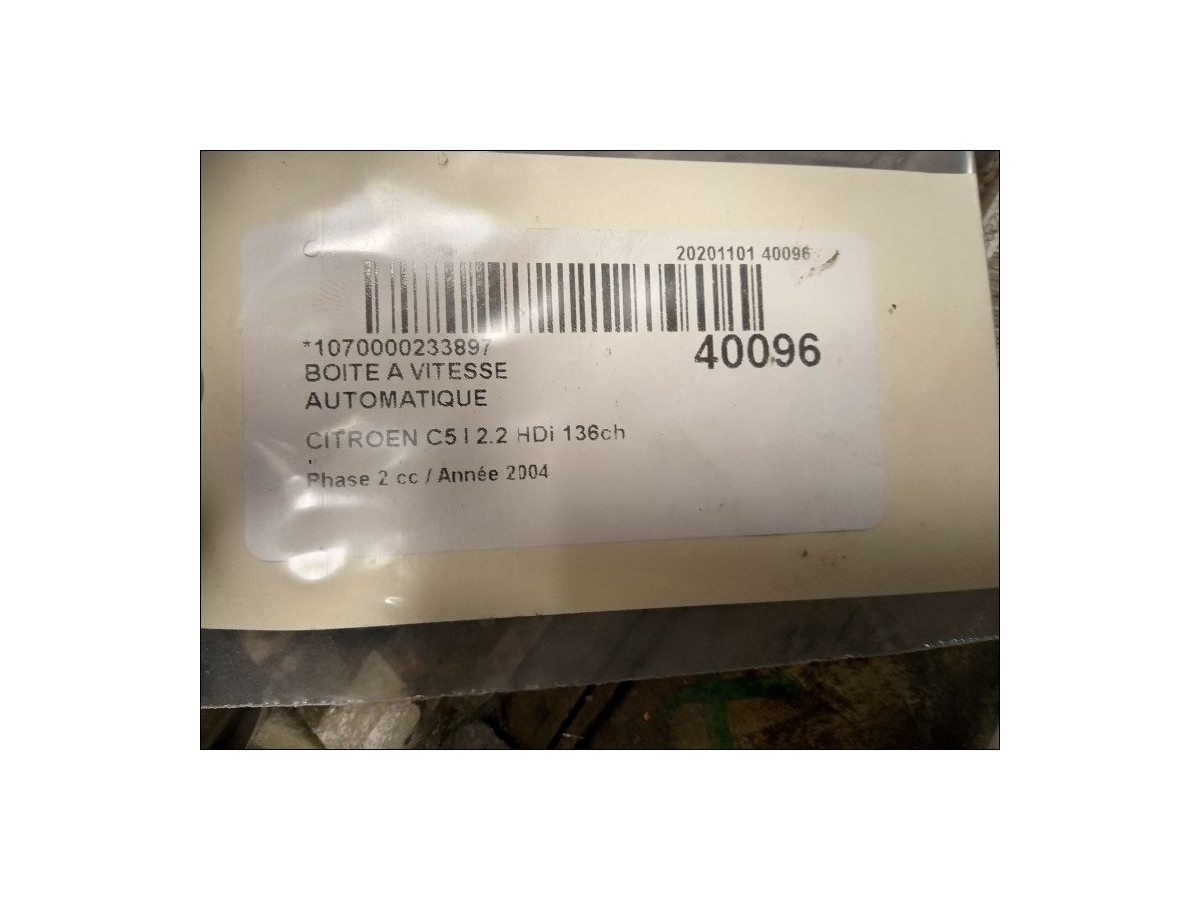 20201101 40096
*1070000233897
40096
BOITE A VITESSE
AUTOMATIQUE
CITROEN C5 I 2.2 HDi 136ch
Phase 2 cc / Année 2004